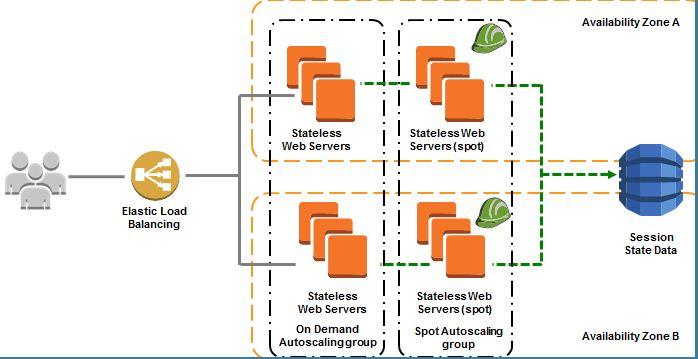 Availability Zone A
Stateless
Web Servers
Stateless Web
Servers (spot)
Elastic Load
Balancing
Session
State Data
Stateless
Web Servers
Stateless Web
Servers (spot)
On Demand
Autoscaling group
Spot Autoscaling
group
Availability Zone B